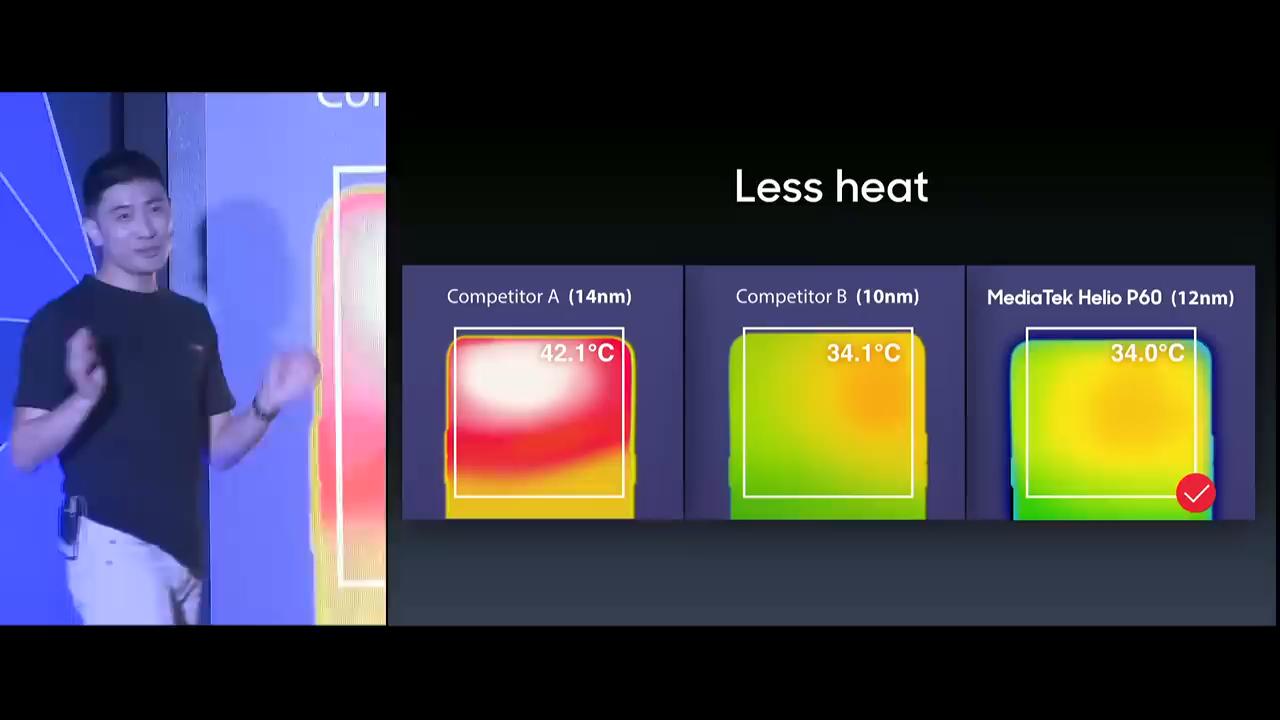 Less heat
Competitor A (14nm)
42.1°C
Competitor B (10nm)
34.1°C
MediaTek Helio P60 (12nm)
34.0°C